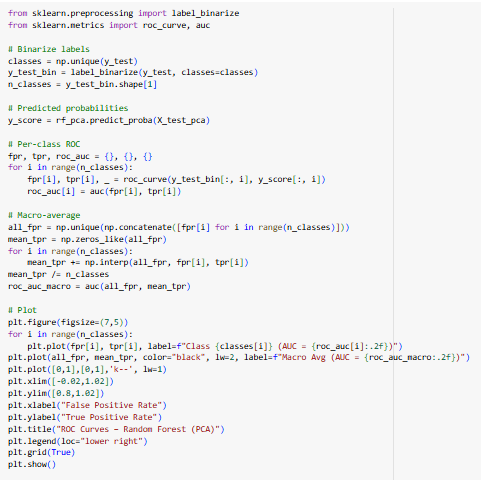 from sklearn.preprocessing import label_binarize
from sklearn.metrics import roc_curve, auc
# Binarize labels
classes = np.unique(y_test)
y_test_bin = label_binarize(y_test, classes=classes)
n_classes = y_test_bin.shape[1]
# Predicted probabilities
y_score = rf_pca.predict_proba(X_test_pca)
# Per-class ROC
fpr, tpr, roc_auc = {}, {}, {}
for i in range(n_classes):
    fpr[i], tpr[i], _ = roc_curve(y_test_bin[:, i], y_score[:, i])
    roc_auc[i] = auc(fpr[i], tpr[i])
# Macro-average
all_fpr = np.unique(np.concatenate([fpr[i] for i in range(n_classes)]))
mean_tpr = np.zeros_like(all_fpr)
for i in range(n_classes):
    mean_tpr += np.interp(all_fpr, fpr[i], tpr[i])
mean_tpr /= n_classes
roc_auc_macro = auc(all_fpr, mean_tpr)
# Plot
plt.figure(figsize=(7,5))
for i in range(n_classes):
    plt.plot(fpr[i], tpr[i], label=f"Class {classes[i]} (AUC = {roc_auc[i]:.2f})")
plt.plot(all_fpr, mean_tpr, color="black", lw=2, label=f"Macro Avg (AUC = {roc_auc_macro:.2f})")
plt.plot([0,1],[0,1],'k--', lw=1)
plt.xlim([-0.02,1.02])
plt.ylim([0.8,1.02])
plt.xlabel("False Positive Rate")
plt.ylabel("True Positive Rate")
plt.title("ROC Curves – Random Forest (PCA)")
plt.legend(loc="lower right")
plt.grid(True)
plt.show()